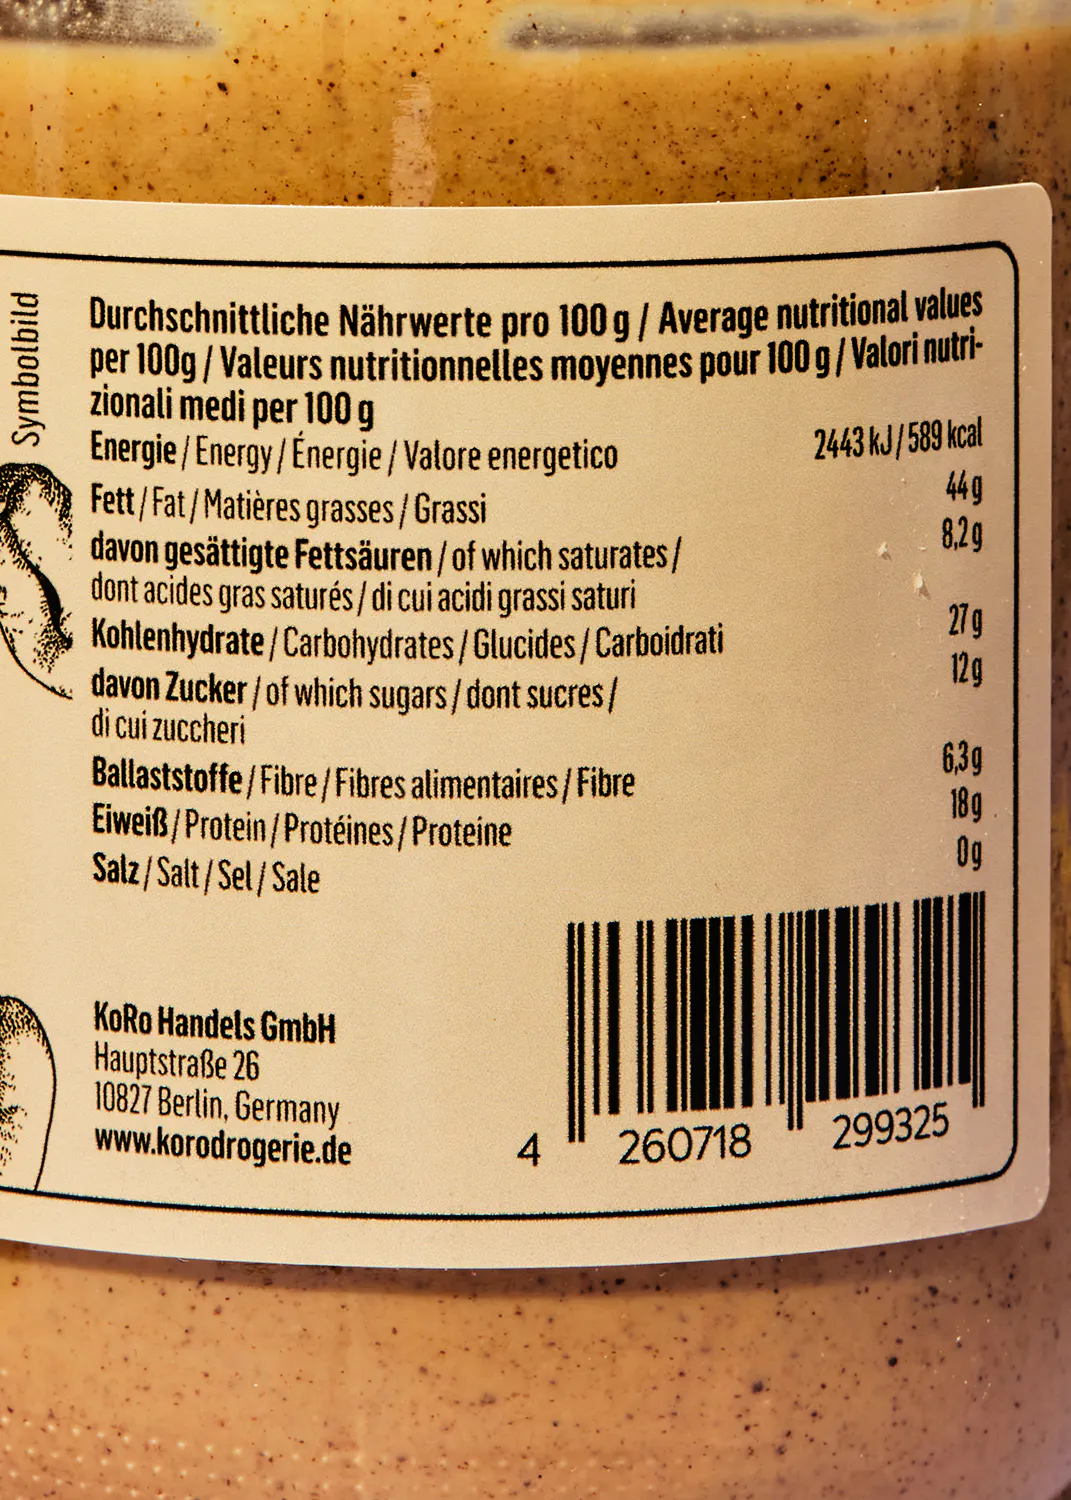 Symbolbild
Durchschnittliche Nährwerte pro 100 g / Average nutritional values
per 100g / Valeurs nutritionnelles moyennes pour 100 g / Valori nutri-
zionali medi per 100 g
Energie / Energy / Énergie / Valore energetico 2443 kJ / 589 kcal
Fett / Fat / Matières grasses / Grassi 44 g
davon gesättigte Fettsäuren / of which saturates / 8,2 g
dont acides gras saturés / di cui acidi grassi saturi
Kohlenhydrate / Carbohydrates / Glucides / Carboidrati 27 g
davon Zucker / of which sugars / dont sucres / 12 g
di cui zuccheri
Ballaststoffe / Fibre / Fibres alimentaires / Fibre 6,3 g
Eiweiß / Protein / Protéines / Proteine 18 g
Salz / Salt / Sel / Sale 0 g
KoRo Handels GmbH
Hauptstraße 26
10827 Berlin, Germany
www.korodrogerie.de
4 260718 299325